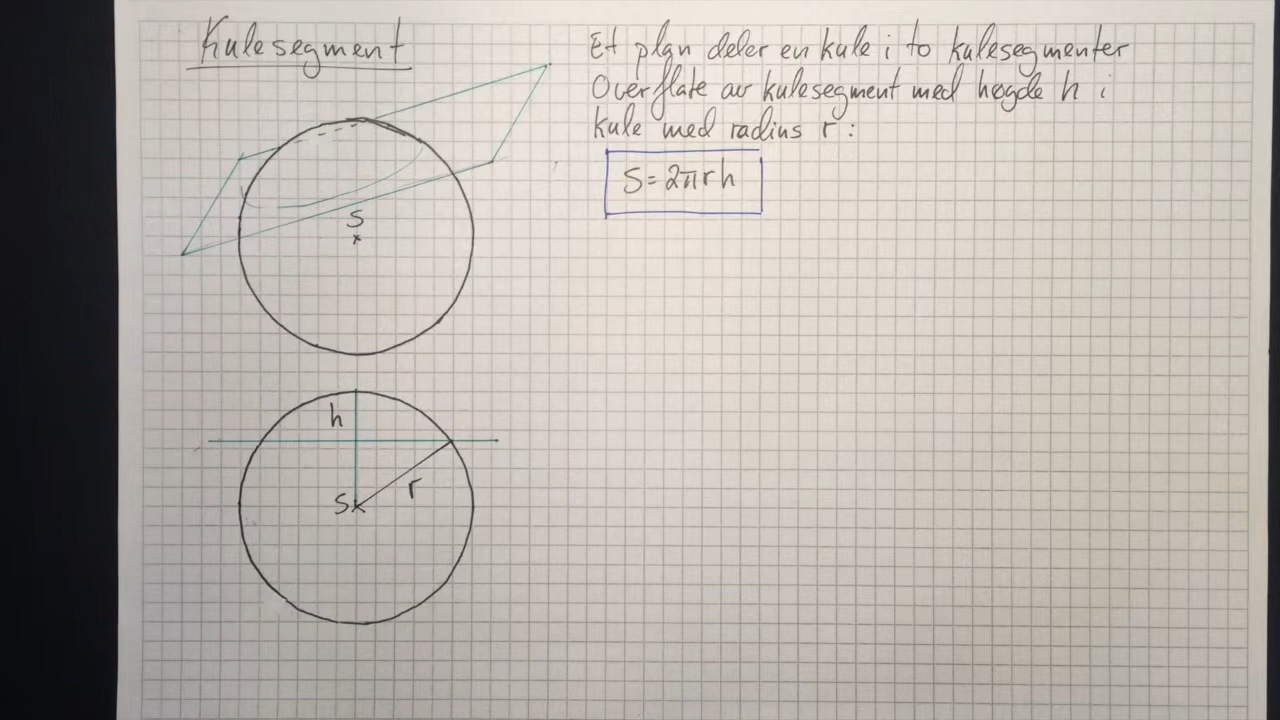 Kulesegment
Et plan deler en kule i to kulesegmenter
Overflate av kulesegment med høgde h i
kule med radius r:
S=2πrh
S
h
S
r